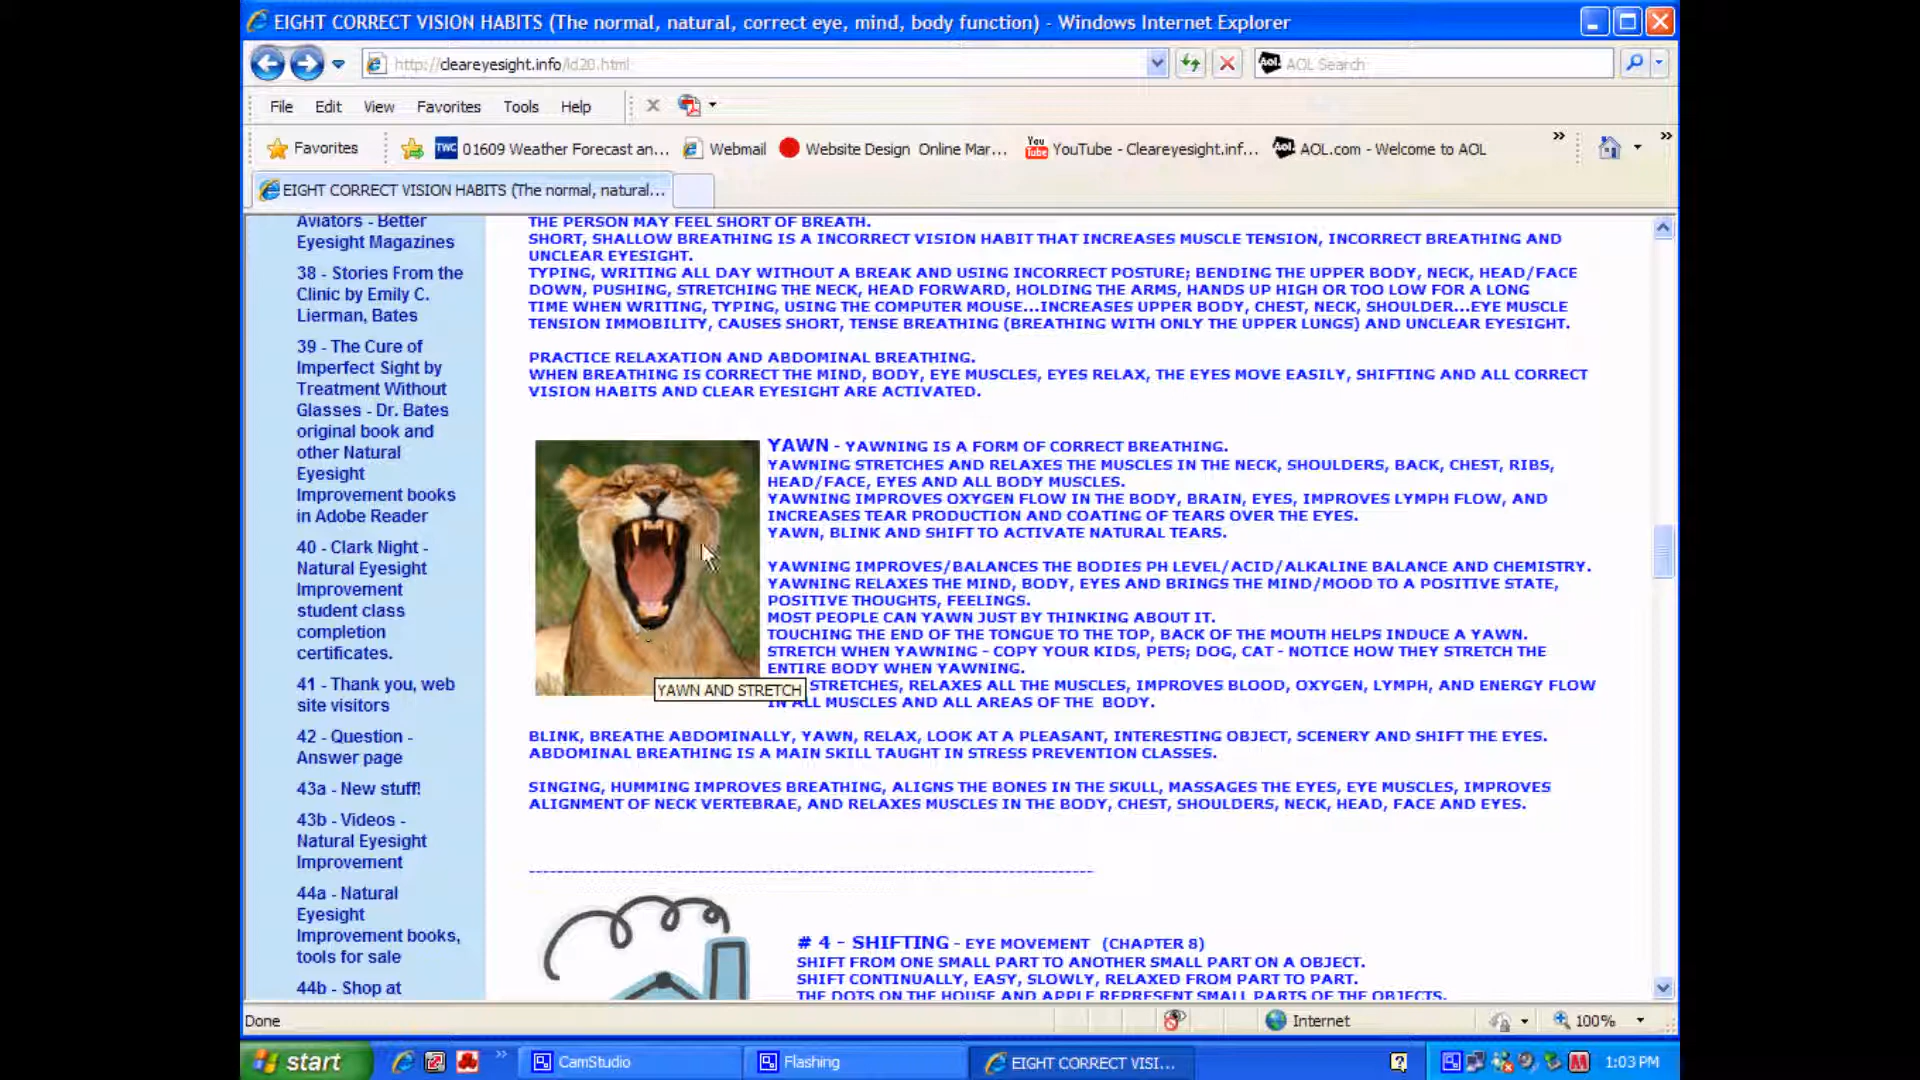 EIGHT CORRECT VISION HABITS (The normal, natural, correct eye, mind, body function) - Windows Internet Explorer
http://cleareyesight.info/id20.html
AOL Search
File Edit View Favorites Tools Help
Favorites
TWC 01609 Weather Forecast an...
Webmail
Website Design Online Mar...
YouTube - Cleareyesight.inf...
AOL.com - Welcome to AOL
EIGHT CORRECT VISION HABITS (The normal, natural...
Aviators - Better
Eyesight Magazines
38 - Stories From the
Clinic by Emily C.
Lierman, Bates
39 - The Cure of
Imperfect Sight by
Treatment Without
Glasses - Dr. Bates
original book and
other Natural
Eyesight
Improvement books
in Adobe Reader
40 - Clark Night -
Natural Eyesight
Improvement
student class
completion
certificates.
41 - Thank you, web
site visitors
42 - Question -
Answer page
43a - New stuff!
43b - Videos -
Natural Eyesight
Improvement
44a - Natural
Eyesight
Improvement books,
tools for sale
44b - Shop at
THE PERSON MAY FEEL SHORT OF BREATH.
SHORT, SHALLOW BREATHING IS A INCORRECT VISION HABIT THAT INCREASES MUSCLE TENSION, INCORRECT BREATHING AND
UNCLEAR EYESIGHT.
TYPING, WRITING ALL DAY WITHOUT A BREAK AND USING INCORRECT POSTURE; BENDING THE UPPER BODY, NECK, HEAD/FACE
DOWN, PUSHING, STRETCHING THE NECK, HEAD FORWARD, HOLDING THE ARMS, HANDS UP HIGH OR TOO LOW FOR A LONG
TIME WHEN WRITING, TYPING, USING THE COMPUTER MOUSE...INCREASES UPPER BODY, CHEST, NECK, SHOULDER...EYE MUSCLE
TENSION IMMOBILITY, CAUSES SHORT, TENSE BREATHING (BREATHING WITH ONLY THE UPPER LUNGS) AND UNCLEAR EYESIGHT.
PRACTICE RELAXATION AND ABDOMINAL BREATHING.
WHEN BREATHING IS CORRECT THE MIND, BODY, EYE MUSCLES, EYES RELAX, THE EYES MOVE EASILY, SHIFTING AND ALL CORRECT
VISION HABITS AND CLEAR EYESIGHT ARE ACTIVATED.
YAWN - YAWNING IS A FORM OF CORRECT BREATHING.
YAWNING STRETCHES AND RELAXES THE MUSCLES IN THE NECK, SHOULDERS, BACK, CHEST, RIBS,
HEAD/FACE, EYES AND ALL BODY MUSCLES.
YAWNING IMPROVES OXYGEN FLOW IN THE BODY, BRAIN, EYES, IMPROVES LYMPH FLOW, AND
INCREASES TEAR PRODUCTION AND COATING OF TEARS OVER THE EYES.
YAWN, BLINK AND SHIFT TO ACTIVATE NATURAL TEARS.
YAWNING IMPROVES/BALANCES THE BODIES PH LEVEL/ACID/ALKALINE BALANCE AND CHEMISTRY.
YAWNING RELAXES THE MIND, BODY, EYES AND BRINGS THE MIND/MOOD TO A POSITIVE STATE,
POSITIVE THOUGHTS, FEELINGS.
MOST PEOPLE CAN YAWN JUST BY THINKING ABOUT IT.
TOUCHING THE END OF THE TONGUE TO THE TOP, BACK OF THE MOUTH HELPS INDUCE A YAWN.
STRETCH WHEN YAWNING - COPY YOUR KIDS, PETS; DOG, CAT - NOTICE HOW THEY STRETCH THE
ENTIRE BODY WHEN YAWNING.
STRETCHES, RELAXES ALL THE MUSCLES, IMPROVES BLOOD, OXYGEN, LYMPH, AND ENERGY FLOW
IN ALL MUSCLES AND ALL AREAS OF THE BODY.
YAWN AND STRETCH
BLINK, BREATHE ABDOMINALLY, YAWN, RELAX, LOOK AT A PLEASANT, INTERESTING OBJECT, SCENERY AND SHIFT THE EYES.
ABDOMINAL BREATHING IS A MAIN SKILL TAUGHT IN STRESS PREVENTION CLASSES.
SINGING, HUMMING IMPROVES BREATHING, ALIGNS THE BONES IN THE SKULL, MASSAGES THE EYES, EYE MUSCLES, IMPROVES
ALIGNMENT OF NECK VERTEBRAE, AND RELAXES MUSCLES IN THE BODY, CHEST, SHOULDERS, NECK, HEAD, FACE AND EYES.
# 4 - SHIFTING - EYE MOVEMENT (CHAPTER 8)
SHIFT FROM ONE SMALL PART TO ANOTHER SMALL PART ON A OBJECT.
SHIFT CONTINUALLY, EASY, SLOWLY, RELAXED FROM PART TO PART.
THE DOTS ON THE HOUSE AND APPLE REPRESENT SMALL PARTS OF THE OBJECTS.
Done
Internet
100%
start
CamStudio
Flashing
EIGHT CORRECT VISI...
1:03 PM